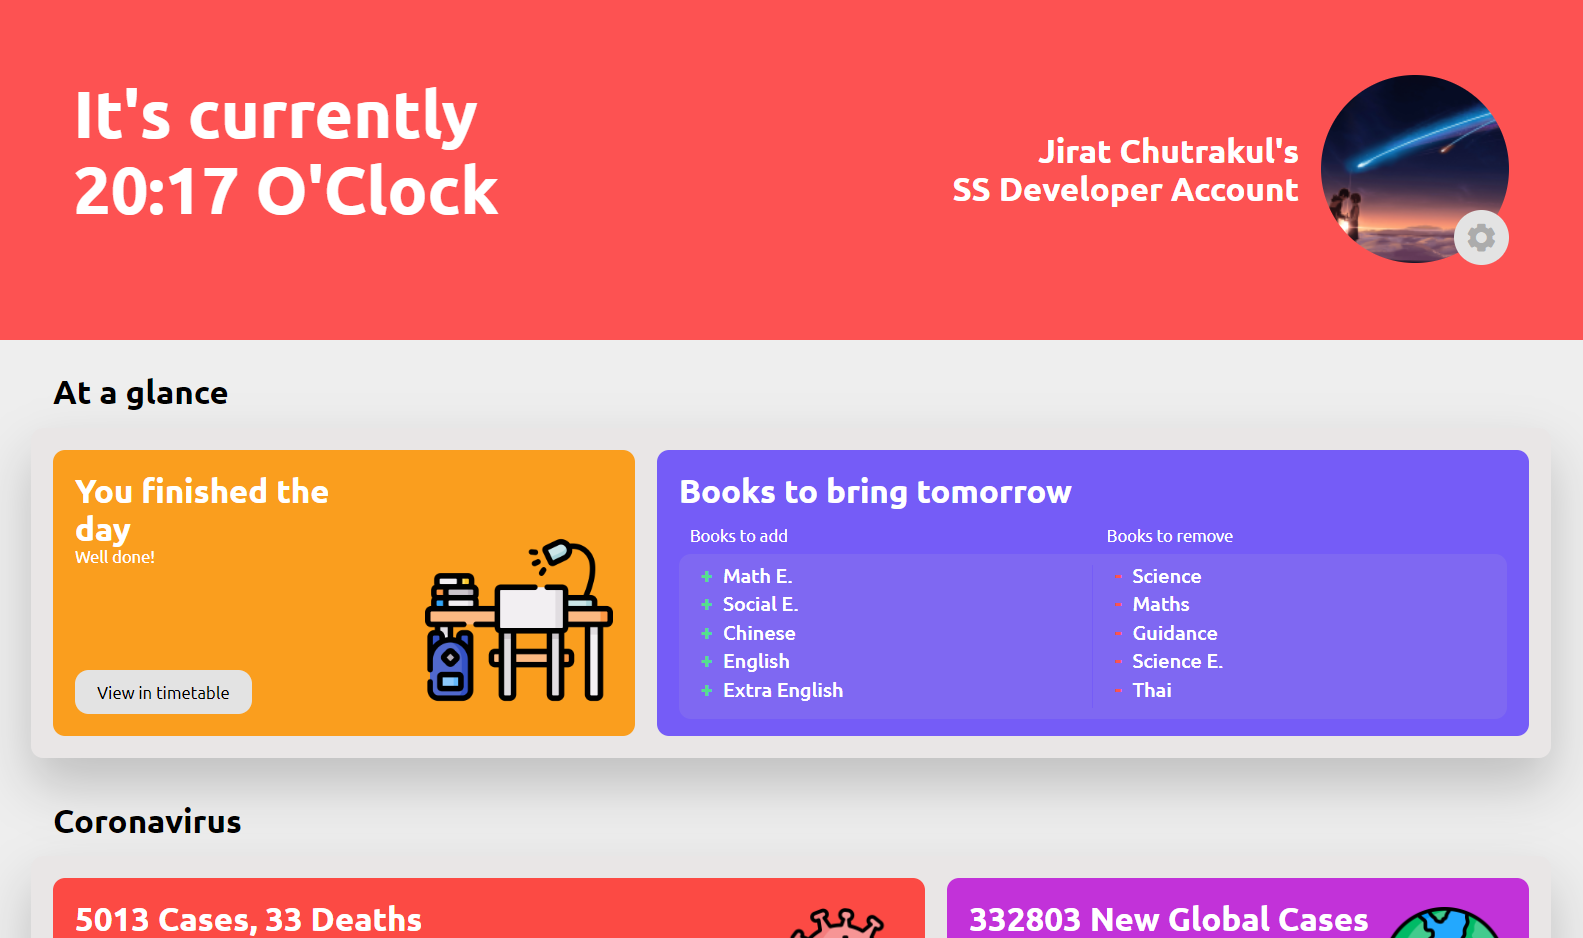 It's currently
20:17 O'Clock
Jirat Chutrakul's
SS Developer Account
At a glance
You finished the
day
Well done!
View in timetable
Books to bring tomorrow
Books to add
+ Math E.
+ Social E.
+ Chinese
+ English
+ Extra English
Books to remove
- Science
- Maths
- Guidance
- Science E.
- Thai
Coronavirus
5013 Cases, 33 Deaths
332803 New Global Cases